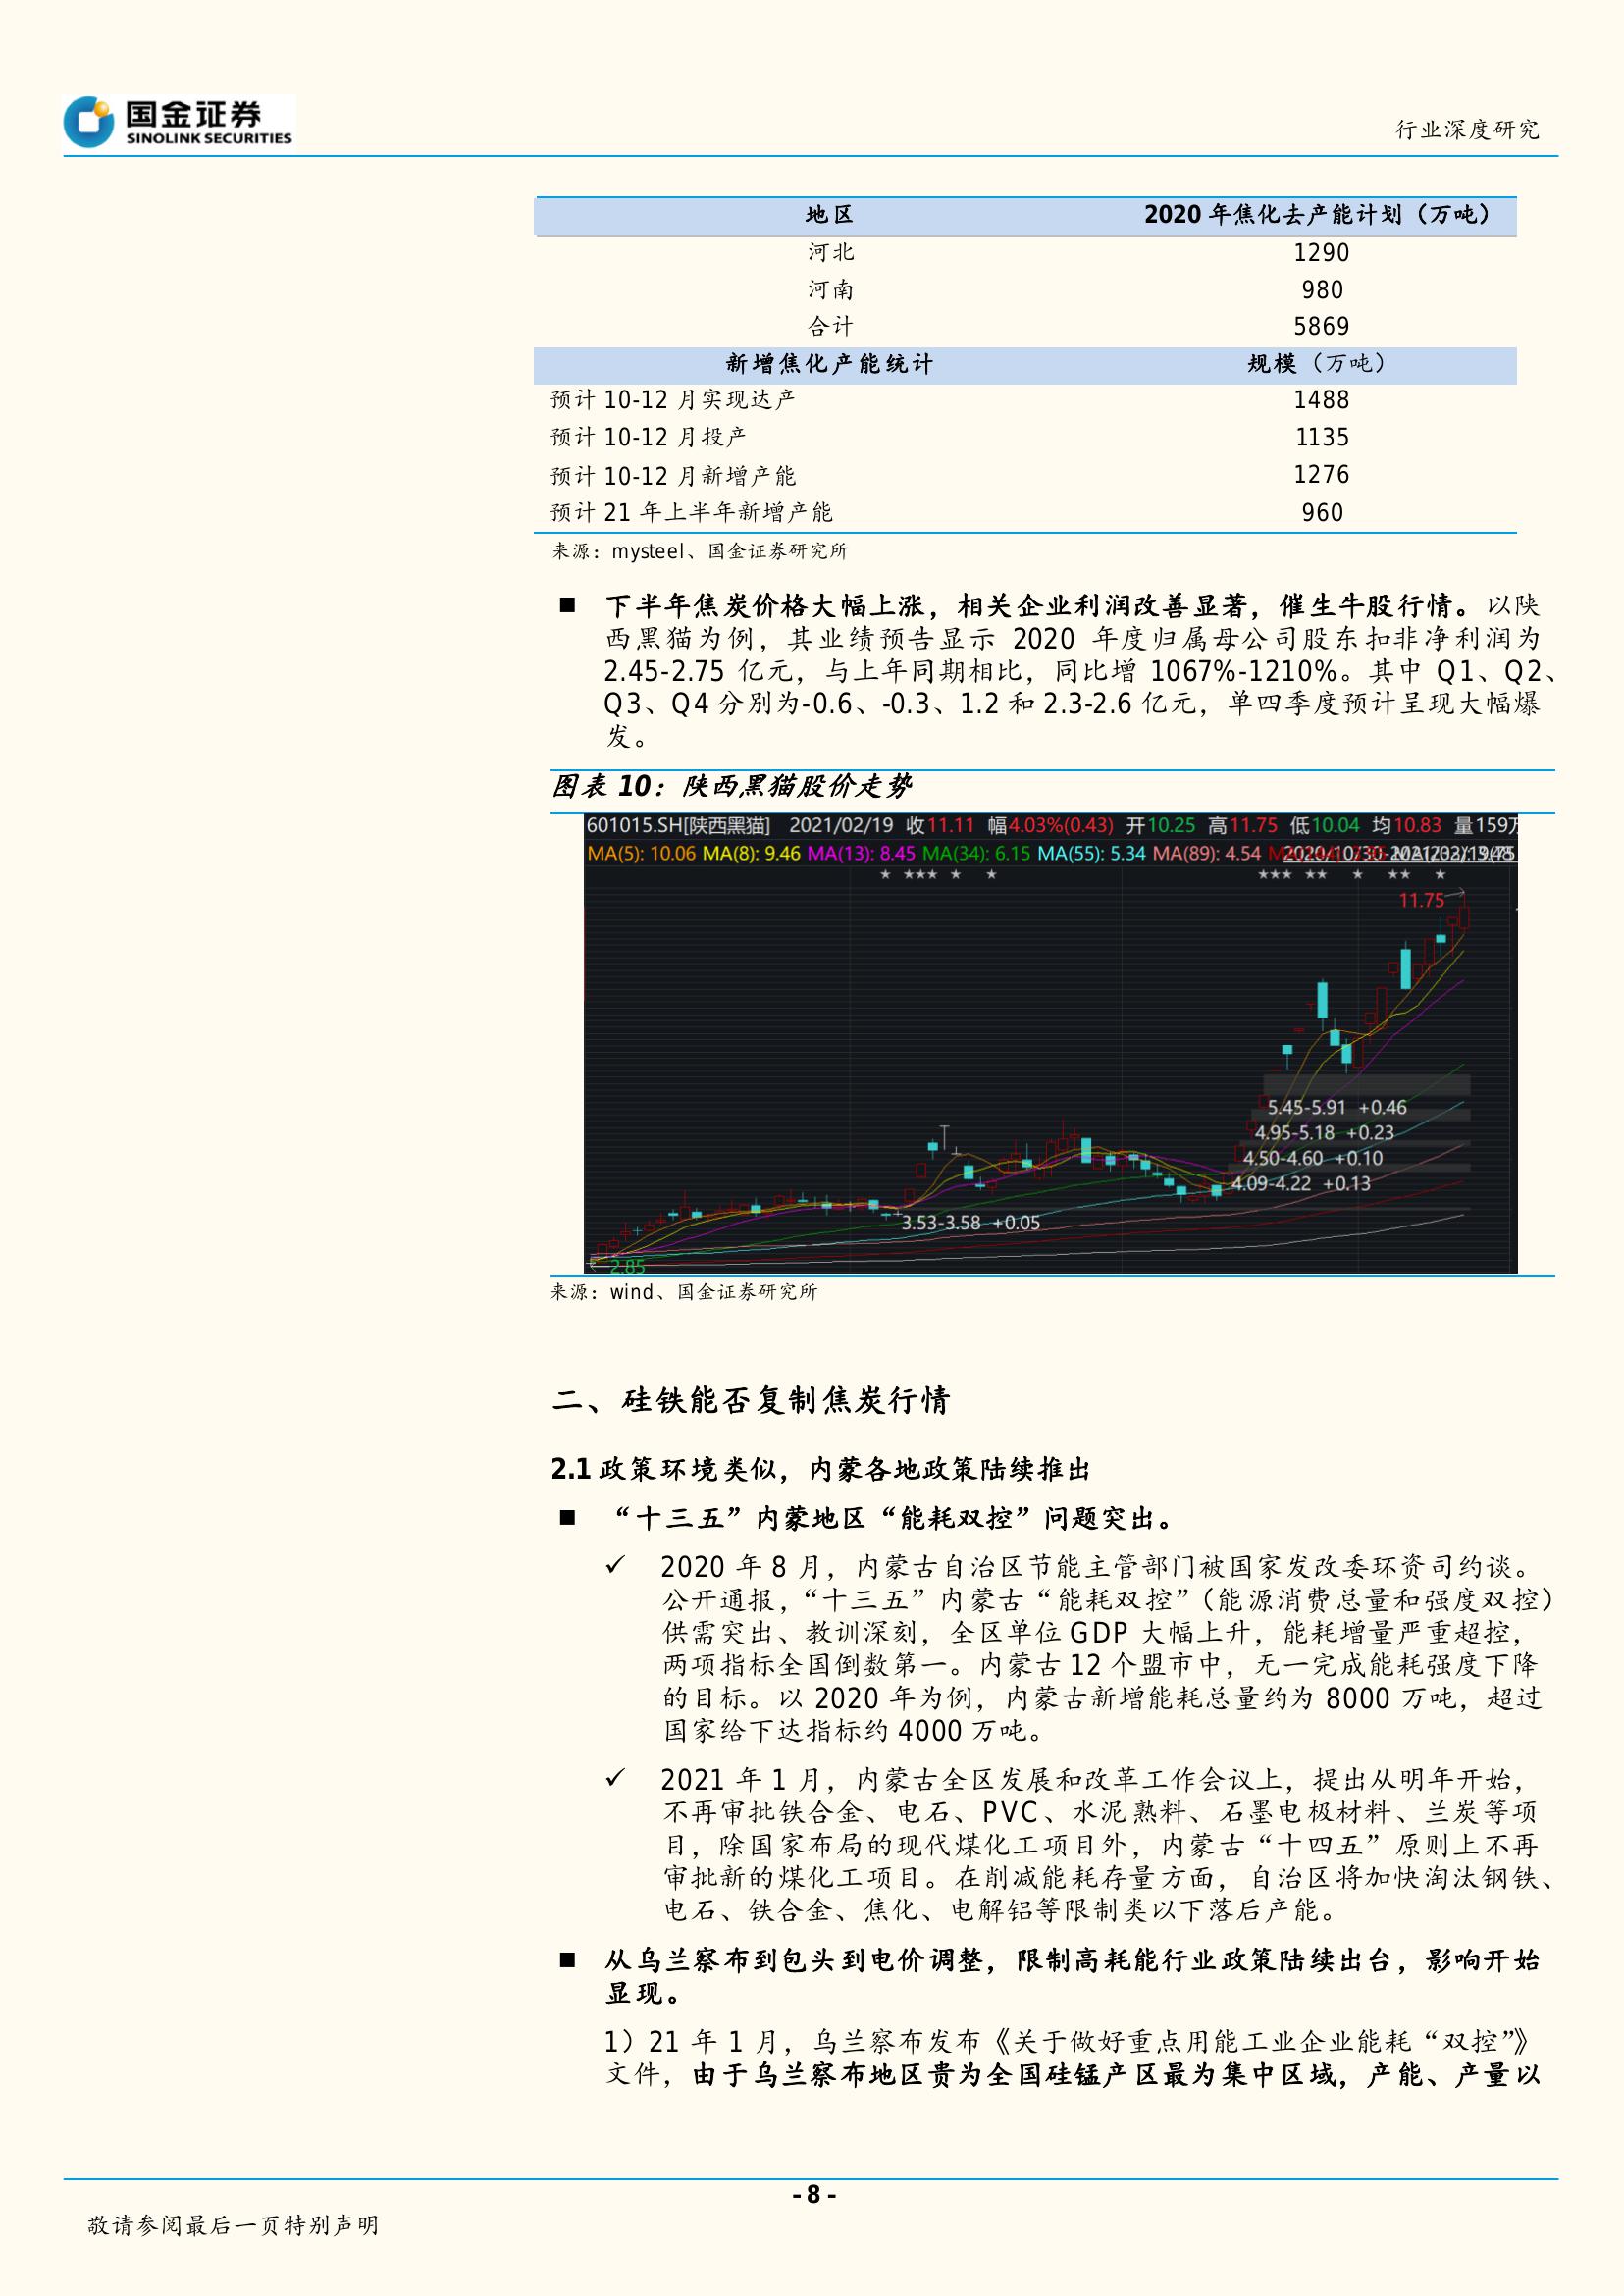 国金证券
SINOLINK SECURITIES
行业深度研究
地区 2020 年焦化去产能计划（万吨）
河北 1290
河南 980
合计 5869
新增焦化产能统计 规模（万吨）
预计 10-12 月实现达产 1488
预计 10-12 月投产 1135
预计 10-12 月新增产能 1276
预计 21 年上半年新增产能 960
来源：mysteel、国金证券研究所
■ 下半年焦炭价格大幅上涨，相关企业利润改善显著，催生牛股行情。以陕
西黑猫为例，其业绩预告显示 2020 年度归属母公司股东扣非净利润为
2.45-2.75 亿元，与上年同期相比，同比增 1067%-1210%。其中 Q1、Q2、
Q3、Q4 分别为-0.6、-0.3、1.2 和 2.3-2.6 亿元，单四季度预计呈现大幅爆
发。
图表 10：陕西黑猫股价走势
601015.SH[陕西黑猫] 2021/02/19 收11.11 幅4.03%(0.43) 开10.25 高11.75 低10.04 均10.83 量159万
MA(5): 10.06 MA(8): 9.46 MA(13): 8.45 MA(34): 6.15 MA(55): 5.34 MA(89): 4.54
11.75
5.45-5.91 +0.46
4.95-5.18 +0.23
4.50-4.60 +0.10
4.09-4.22 +0.13
3.53-3.58 +0.05
2.85
来源：wind、国金证券研究所
二、硅铁能否复制焦炭行情
2.1 政策环境类似，内蒙各地政策陆续推出
■ “十三五”内蒙地区“能耗双控”问题突出。
✓ 2020 年 8 月，内蒙古自治区节能主管部门被国家发改委环资司约谈。
公开通报，“十三五”内蒙古“能耗双控”（能源消费总量和强度双控）
供需突出、教训深刻，全区单位 GDP 大幅上升，能耗增量严重超控，
两项指标全国倒数第一。内蒙古 12 个盟市中，无一完成能耗强度下降
的目标。以 2020 年为例，内蒙古新增能耗总量约为 8000 万吨，超过
国家给下达指标约 4000 万吨。
✓ 2021 年 1 月，内蒙古全区发展和改革工作会议上，提出从明年开始，
不再审批铁合金、电石、PVC、水泥熟料、石墨电极材料、兰炭等项
目，除国家布局的现代煤化工项目外，内蒙古“十四五”原则上不再
审批新的煤化工项目。在削减能耗存量方面，自治区将加快淘汰钢铁、
电石、铁合金、焦化、电解铝等限制类以下落后产能。
■ 从乌兰察布到包头到电价调整，限制高耗能行业政策陆续出台，影响开始
显现。
1）21 年 1 月，乌兰察布发布《关于做好重点用能工业企业能耗“双控”》
文件，由于乌兰察布地区贵为全国硅锰产区最为集中区域，产能、产量以
- 8 -
敬请参阅最后一页特别声明